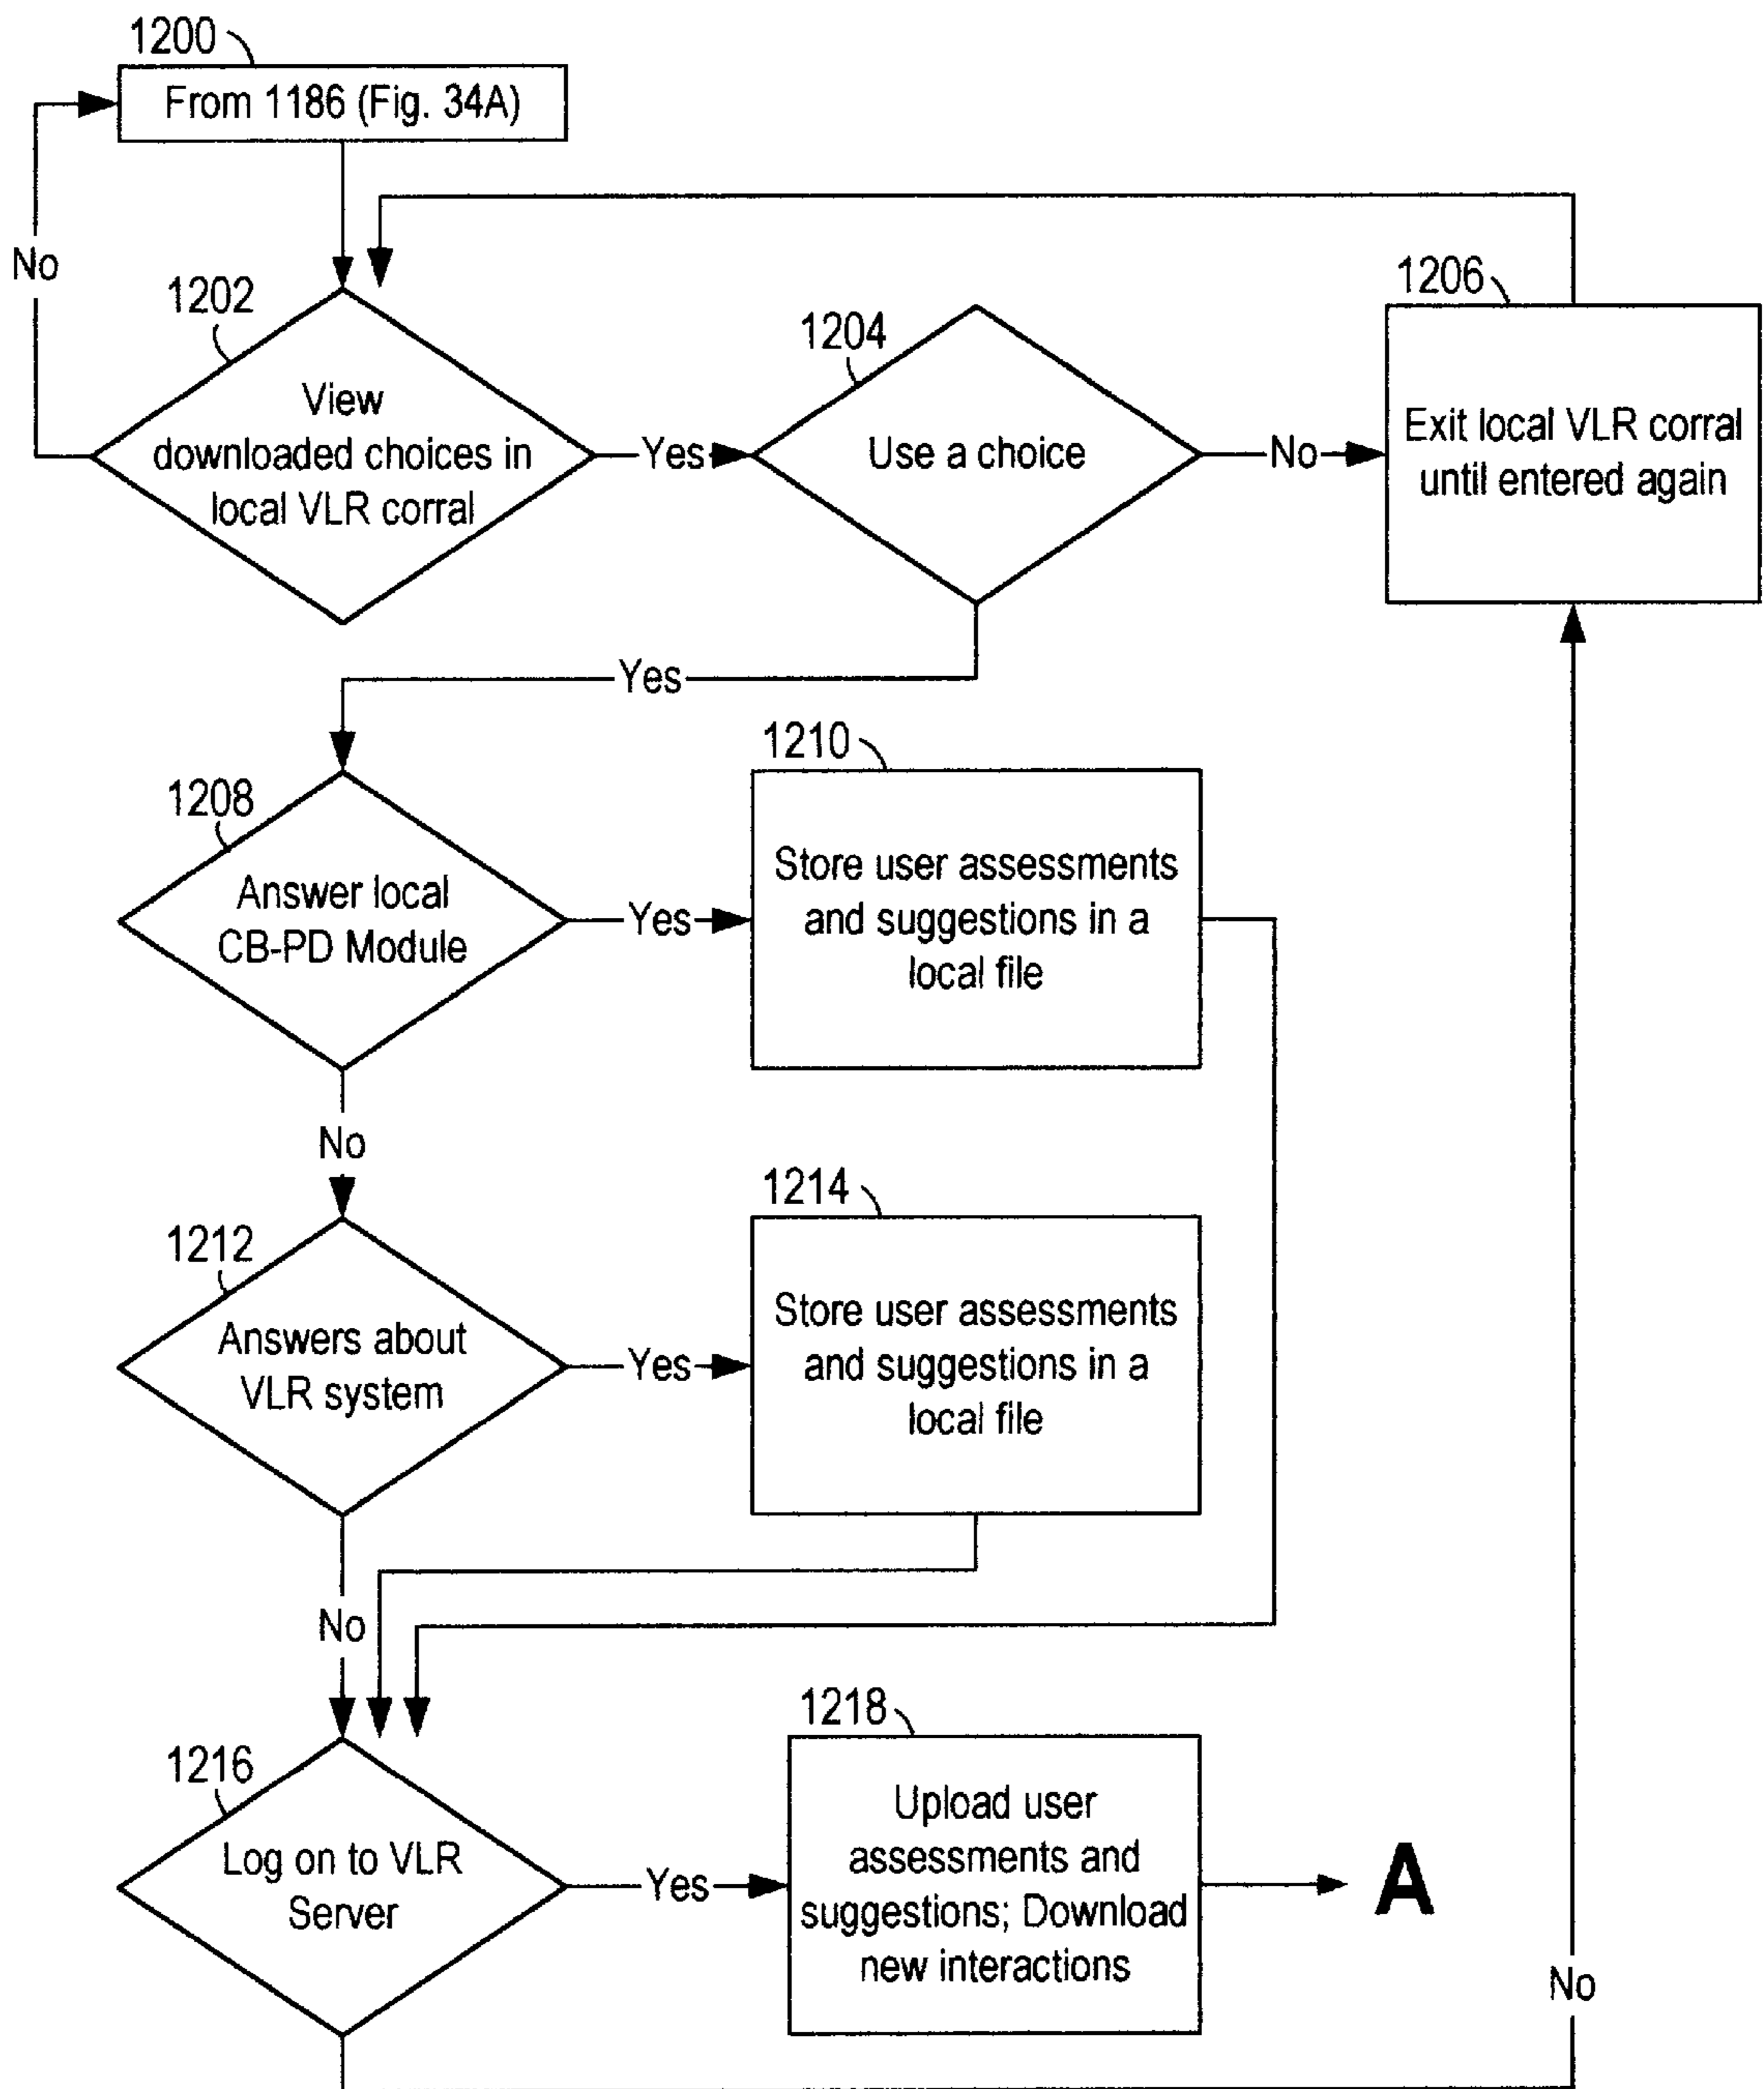 1200
From 1186 (Fig. 34A)
No
1202
View
downloaded choices in
local VLR corral
Yes
1204
Use a choice
No
1206
Exit local VLR corral
until entered again
Yes
1208
Answer local
CB-PD Module
Yes
1210
Store user assessments
and suggestions in a
local file
No
1212
Answers about
VLR system
Yes
1214
Store user assessments
and suggestions in a
local file
No
1216
Log on to VLR
Server
Yes
1218
Upload user
assessments and
suggestions; Download
new interactions
A
No